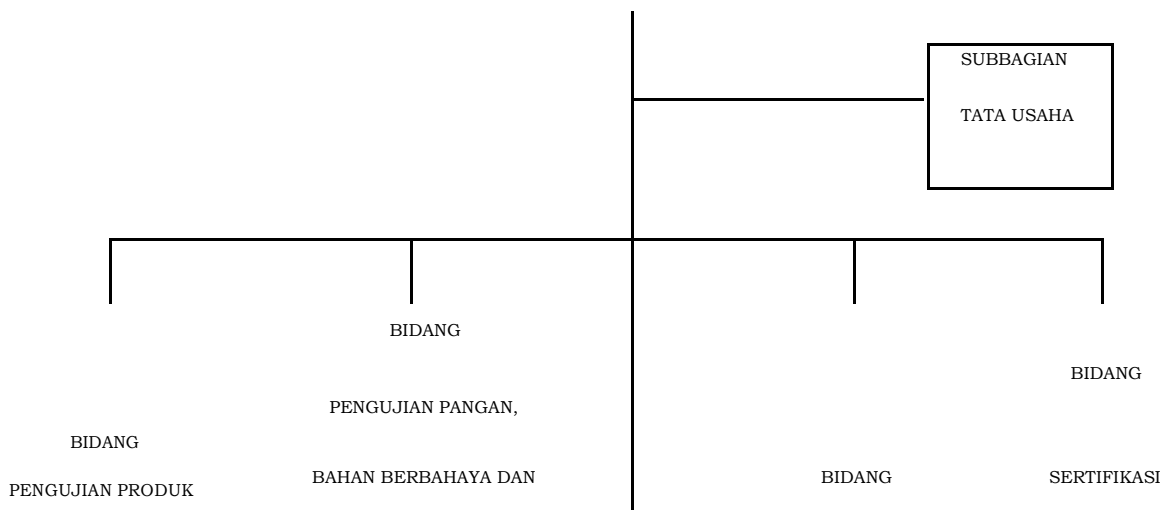 SUBBAGIAN
TATA USAHA
BIDANG
PENGUJIAN PRODUK
BIDANG
PENGUJIAN PANGAN,
BAHAN BERBAHAYA DAN
BIDANG
BIDANG
SERTIFIKASI